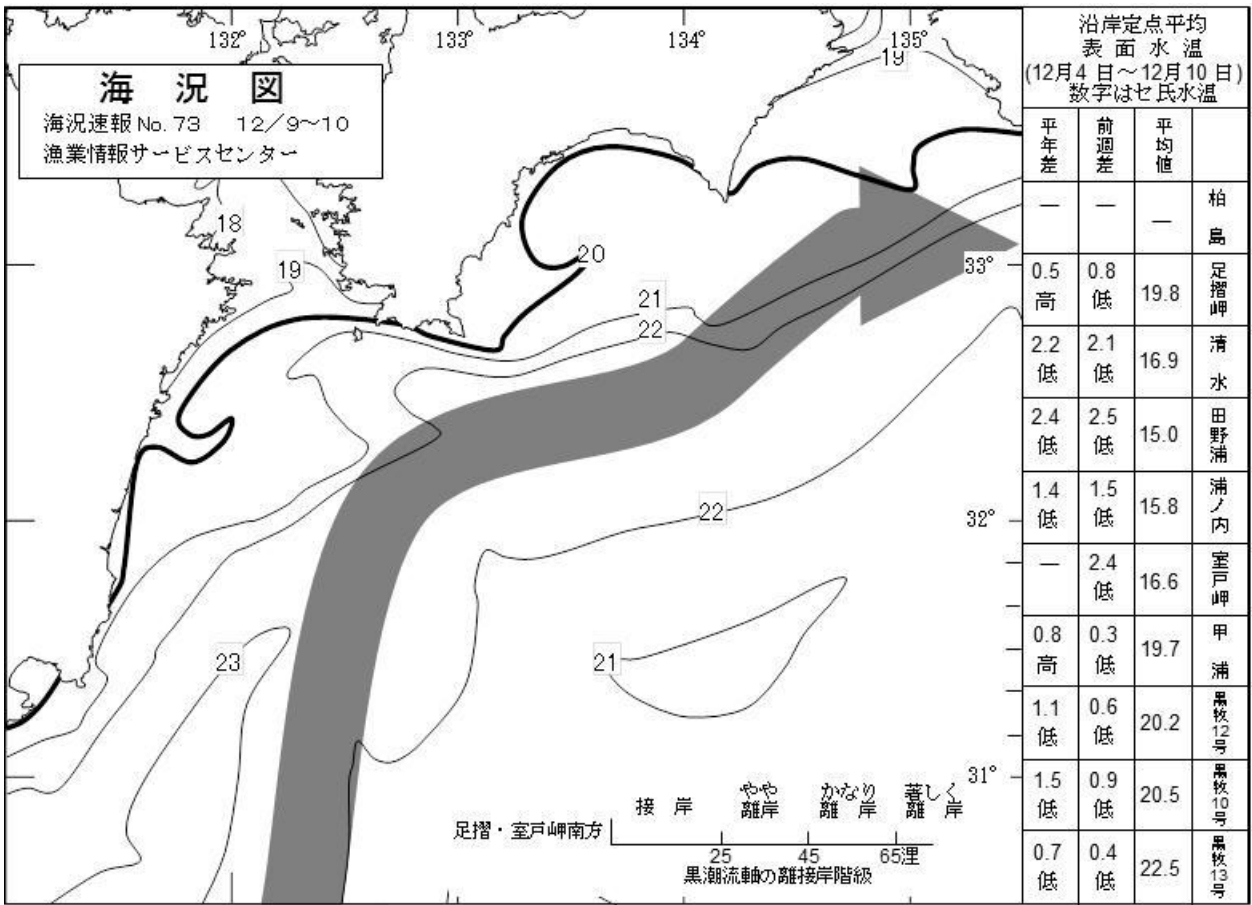 132°
133°
134°
135°
海 況 図
海況速報 No. 73 12/9～10
漁業情報サービスセンター
19
18
19
20
21
22
33°
22
32°
23
21
31°
接 岸
やや
離岸
かなり
離 岸
著しく
離 岸
足摺・室戸岬南方
25
45
65浬
黒潮流軸の離接岸階級
沿岸定点平均
表 面 水 温
(12月4 日～12月10 日)
数字はセ氏水温
平年差 前週差 平均値
— — — 柏島
0.5高 0.8低 19.8 足摺岬
2.2低 2.1低 16.9 清水
2.4低 2.5低 15.0 田野浦
1.4低 1.5低 15.8 浦ノ内
— 2.4低 16.6 室戸岬
0.8高 0.3低 19.7 甲浦
1.1低 0.6低 20.2 黒牧12号
1.5低 0.9低 20.5 黒牧10号
0.7低 0.4低 22.5 黒牧13号